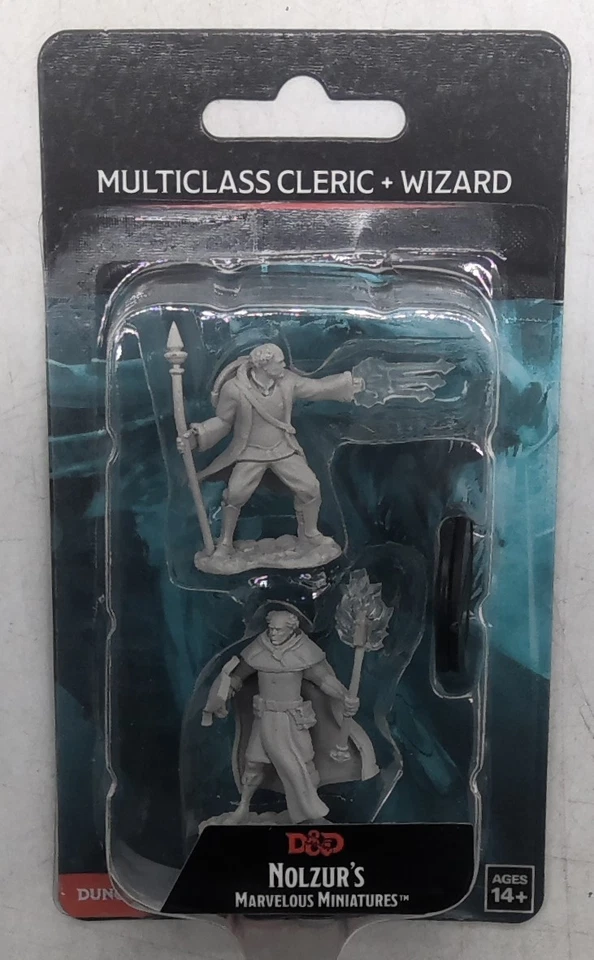 MULTICLASS CLERIC + WIZARD
D&D
NOLZUR'S
MARVELOUS MINIATURES™
AGES
14+